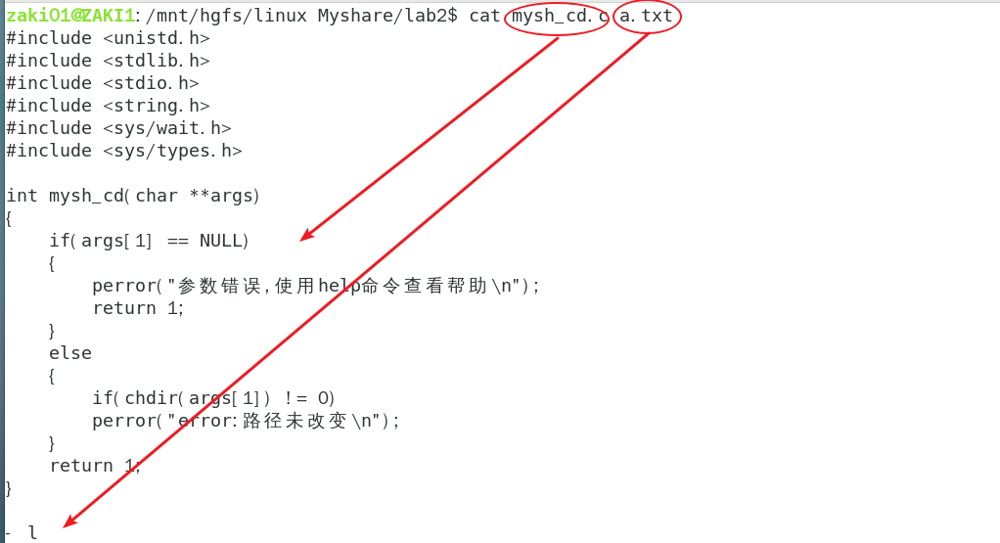 zaki01@ZAKI1:/mnt/hgfs/linux Myshare/lab2$ cat mysh_cd.c a.txt
#include <unistd.h>
#include <stdlib.h>
#include <stdio.h>
#include <string.h>
#include <sys/wait.h>
#include <sys/types.h>
int mysh_cd(char **args)
{
    if(args[1] == NULL)
    {
        perror("参数错误,使用help命令查看帮助\n");
        return 1;
    }
    else
    {
        if(chdir(args[1]) != 0)
        perror("error:路径未改变\n");
    }
    return 1;
}
- l